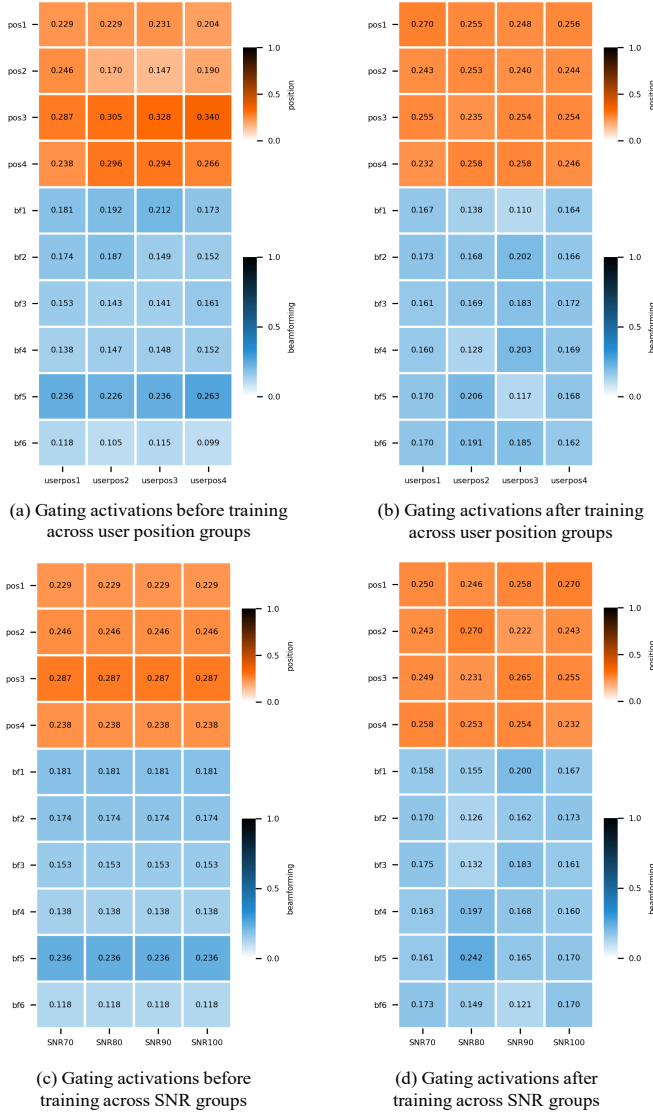 pos1 0.229 0.229 0.231 0.204
pos2 0.246 0.170 0.147 0.190
pos3 0.287 0.305 0.328 0.340
pos4 0.238 0.296 0.294 0.266
bf1 0.181 0.192 0.212 0.173
bf2 0.174 0.187 0.149 0.152
bf3 0.153 0.143 0.141 0.161
bf4 0.138 0.147 0.148 0.152
bf5 0.236 0.226 0.236 0.263
bf6 0.118 0.105 0.115 0.099
userpos1 userpos2 userpos3 userpos4
1.0
0.5
0.0
position
1.0
0.5
0.0
beamforming
(a) Gating activations before training
across user position groups
pos1 0.270 0.255 0.248 0.256
pos2 0.243 0.253 0.240 0.244
pos3 0.255 0.235 0.254 0.254
pos4 0.232 0.258 0.258 0.246
bf1 0.167 0.138 0.110 0.164
bf2 0.173 0.168 0.202 0.166
bf3 0.161 0.169 0.183 0.172
bf4 0.160 0.128 0.203 0.169
bf5 0.170 0.206 0.117 0.168
bf6 0.170 0.191 0.185 0.162
userpos1 userpos2 userpos3 userpos4
1.0
0.5
0.0
position
1.0
0.5
0.0
beamforming
(b) Gating activations after training
across user position groups
pos1 0.229 0.229 0.229 0.229
pos2 0.246 0.246 0.246 0.246
pos3 0.287 0.287 0.287 0.287
pos4 0.238 0.238 0.238 0.238
bf1 0.181 0.181 0.181 0.181
bf2 0.174 0.174 0.174 0.174
bf3 0.153 0.153 0.153 0.153
bf4 0.138 0.138 0.138 0.138
bf5 0.236 0.236 0.236 0.236
bf6 0.118 0.118 0.118 0.118
SNR70 SNR80 SNR90 SNR100
1.0
0.5
0.0
position
1.0
0.5
0.0
beamforming
(c) Gating activations before
training across SNR groups
pos1 0.250 0.246 0.258 0.270
pos2 0.243 0.270 0.222 0.243
pos3 0.249 0.231 0.265 0.255
pos4 0.258 0.253 0.254 0.232
bf1 0.158 0.155 0.200 0.167
bf2 0.170 0.126 0.162 0.173
bf3 0.175 0.132 0.183 0.161
bf4 0.163 0.197 0.168 0.160
bf5 0.161 0.242 0.165 0.170
bf6 0.173 0.149 0.121 0.170
SNR70 SNR80 SNR90 SNR100
1.0
0.5
0.0
position
1.0
0.5
0.0
beamforming
(d) Gating activations after
training across SNR groups